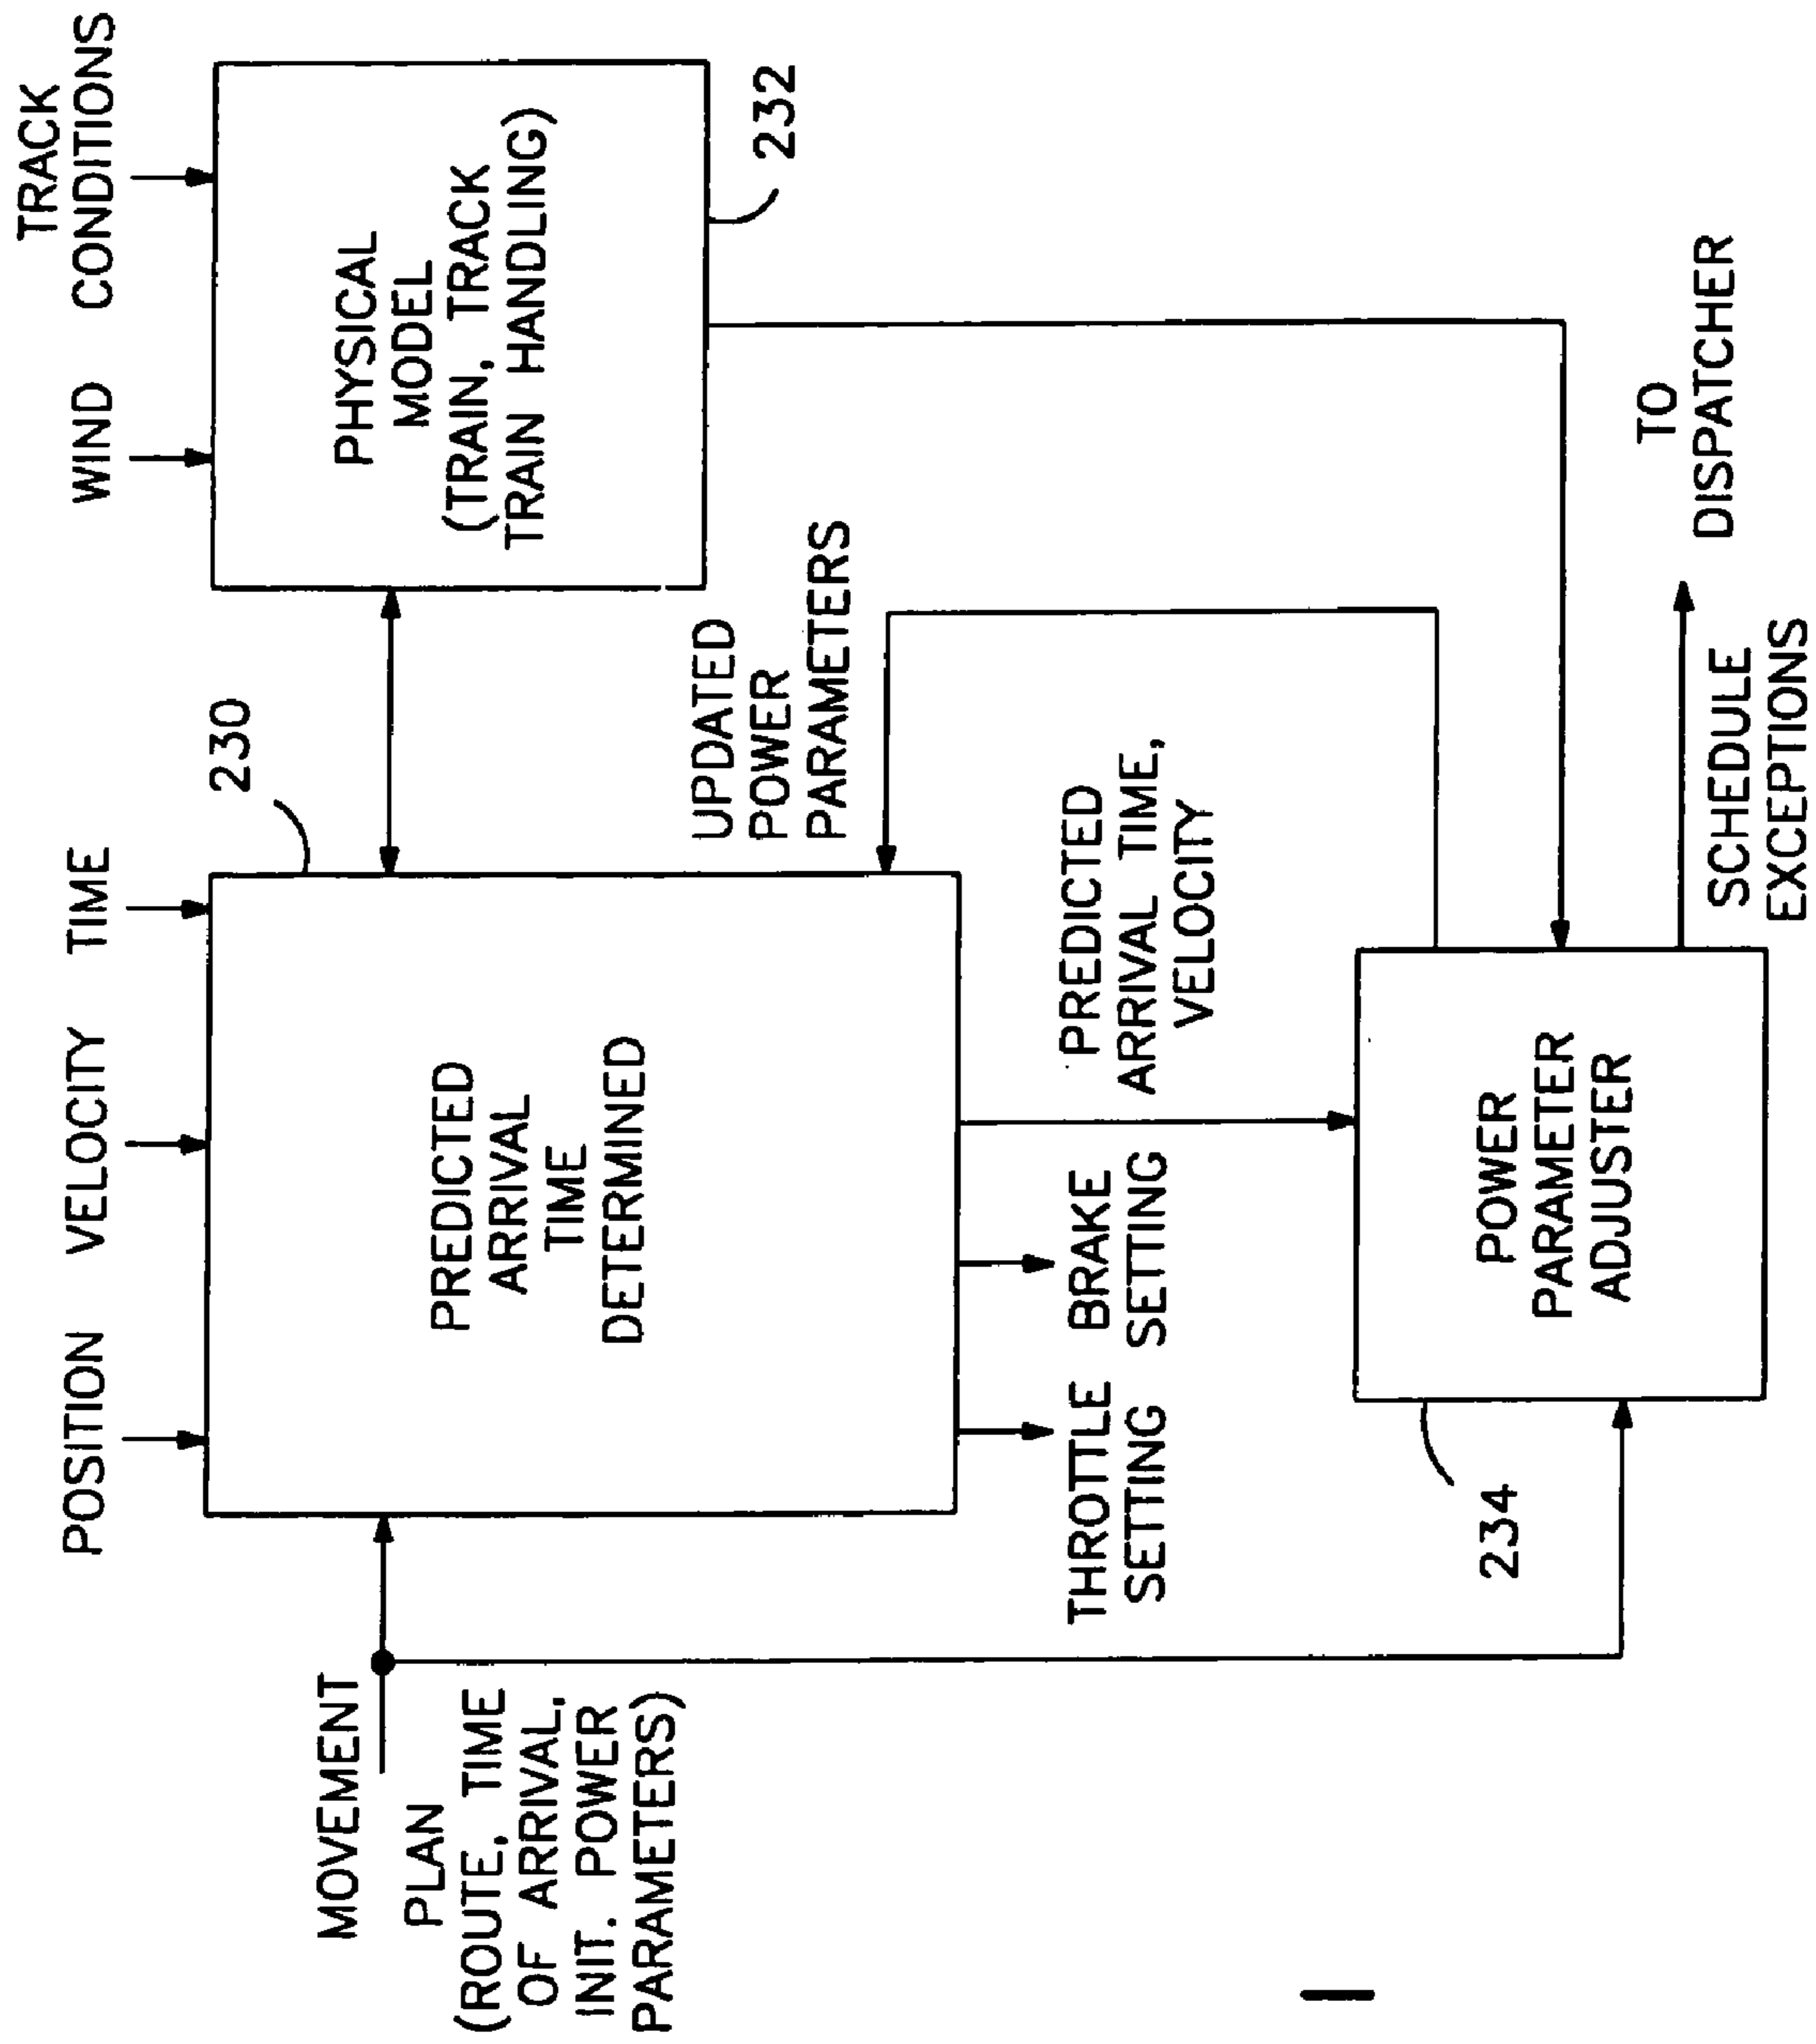 POSITION
VELOCITY
TIME
WIND
TRACK
CONDITIONS
230
MOVEMENT
PLAN
(ROUTE, TIME
OF ARRIVAL,
INIT. POWER
PARAMETERS)
PREDICTED
ARRIVAL
TIME
DETERMINED
PHYSICAL
MODEL
(TRAIN, TRACK
TRAIN HANDLING)
232
UPDATED
POWER
PARAMETERS
THROTTLE
SETTING
BRAKE
SETTING
PREDICTED
ARRIVAL TIME,
VELOCITY
234
POWER
PARAMETER
ADJUSTER
TO
DISPATCHER
SCHEDULE
EXCEPTIONS